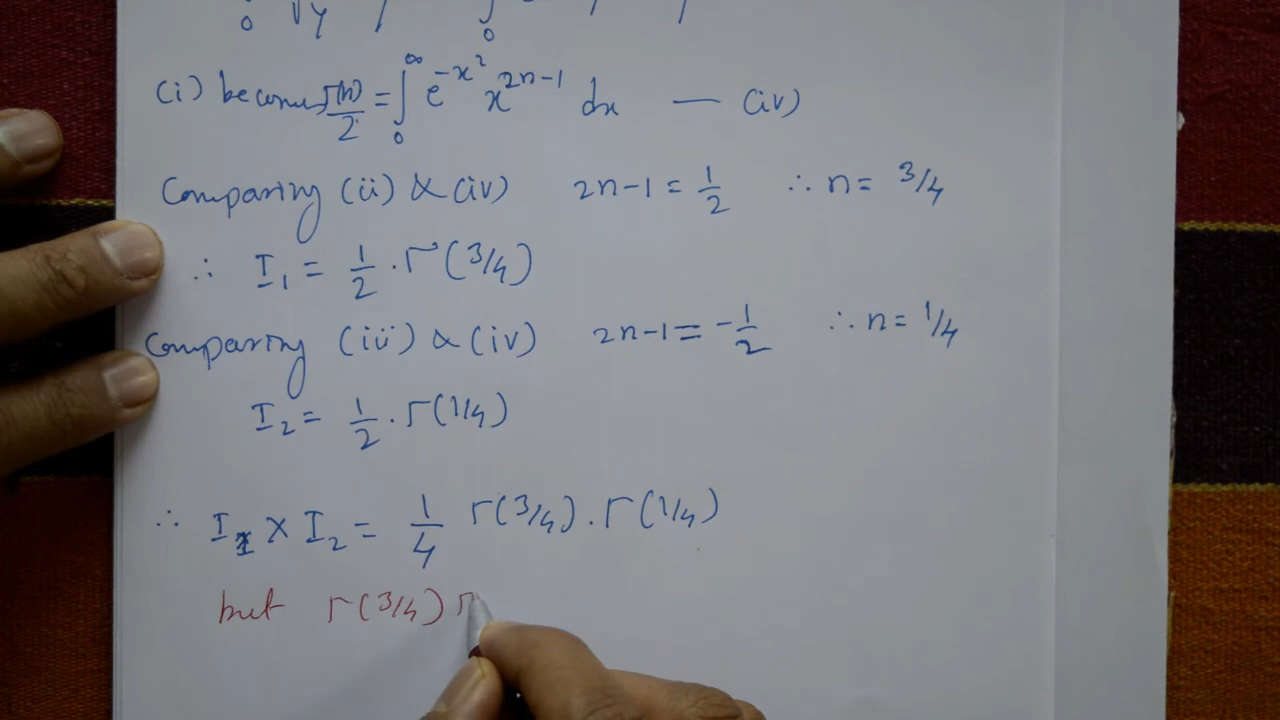 0 √y 0
(i) becomes Γ(n)/2 = ∫₀^∞ e^{-x²} x^{2n-1} dx — (iv)
Comparing (ii) & (iv) 2n-1 = 1/2 ∴ n = 3/4
∴ I₁ = 1/2 . Γ(3/4)
Comparing (iii) & (iv) 2n-1 = -1/2 ∴ n = 1/4
I₂ = 1/2 . Γ(1/4)
∴ I₁ × I₂ = 1/4 Γ(3/4) . Γ(1/4)
but Γ(3/4) Γ